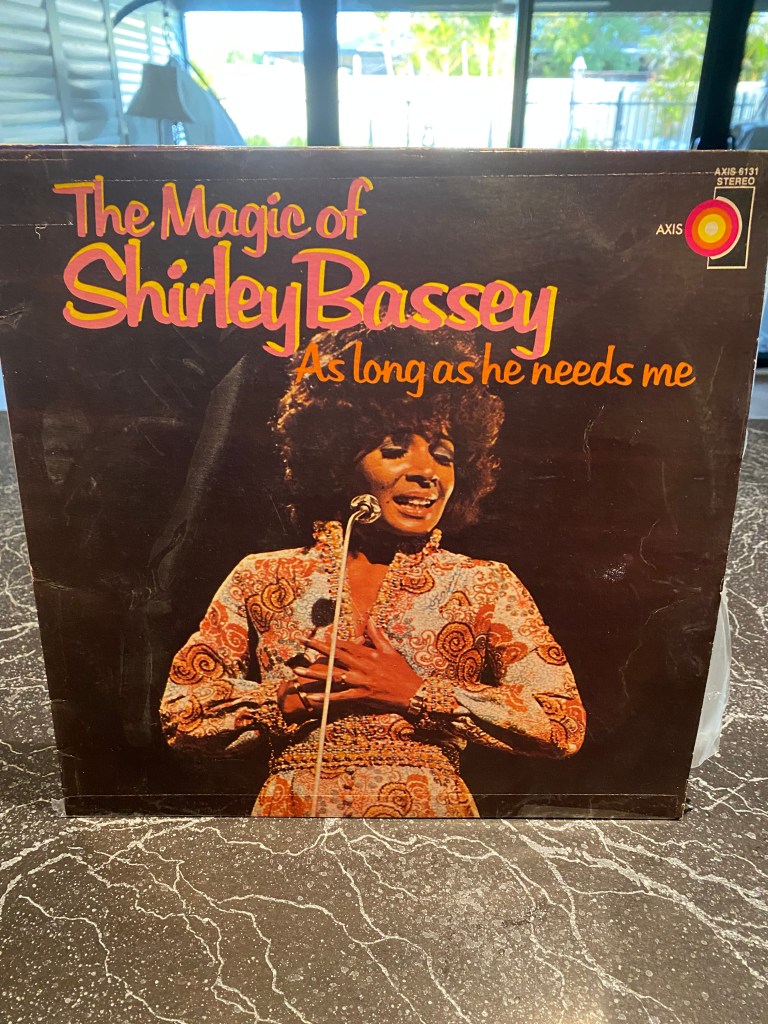 AXIS 6131
STEREO
AXIS
The Magic of
Shirley Bassey
As long as he needs me